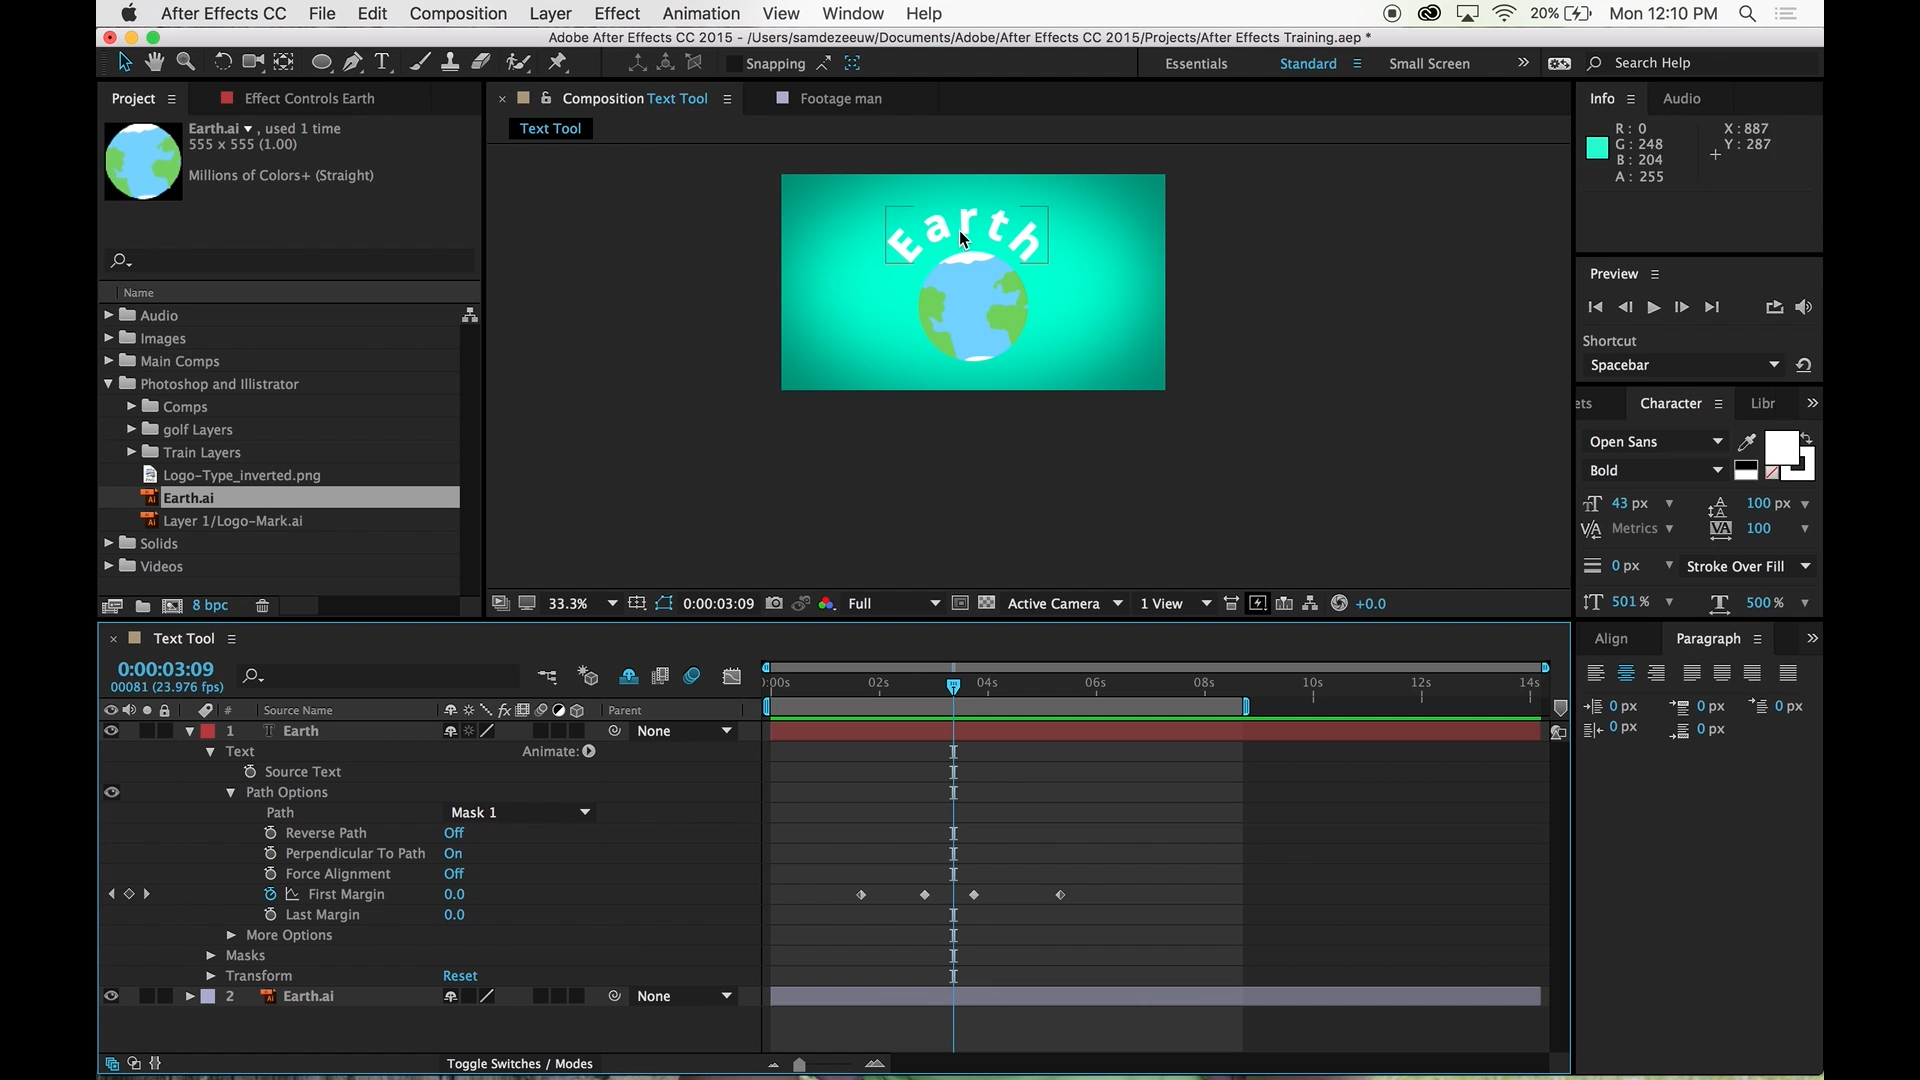 After Effects CC File Edit Composition Layer Effect Animation View Window Help 20% Mon 12:10 PM
Adobe After Effects CC 2015 - /Users/samdezeeuw/Documents/Adobe/After Effects CC 2015/Projects/After Effects Training.aep *
Snapping Essentials Standard Small Screen Search Help
Project Effect Controls Earth Composition Text Tool Footage man Info Audio
Earth.ai , used 1 time
555 x 555 (1.00)
Millions of Colors+ (Straight)
Text Tool
R: 0 X: 887
G: 248 Y: 287
B: 204
A: 255
Earth
Name
Audio
Images
Main Comps
Photoshop and Illistrator
Comps
golf Layers
Train Layers
Logo-Type_inverted.png
Earth.ai
Layer 1/Logo-Mark.ai
Solids
Videos
8 bpc
33.3% 0:00:03:09 Full Active Camera 1 View +0.0
Preview
Shortcut
Spacebar
ets Character Libr
Open Sans
Bold
43 px 100 px
Metrics 100
0 px Stroke Over Fill
501% 500%
Text Tool
0:00:03:09
00081 (23.976 fps)
:00s 02s 04s 06s 08s 10s 12s 14s
# Source Name fx Parent
1 T Earth None
Text Animate:
Source Text
Path Options
Path Mask 1
Reverse Path Off
Perpendicular To Path On
Force Alignment Off
First Margin 0.0
Last Margin 0.0
More Options
Masks
Transform Reset
2 Earth.ai None
Toggle Switches / Modes
Align Paragraph
0 px 0 px 0 px
0 px 0 px